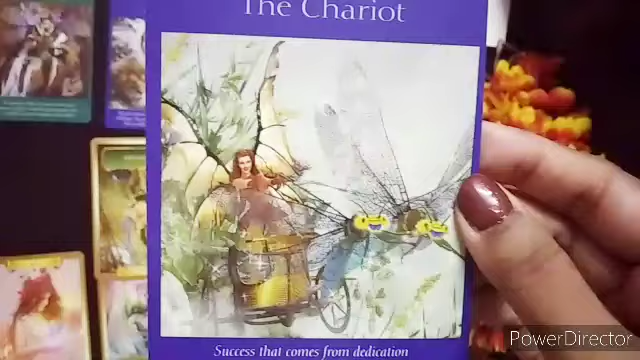 The Chariot
Success that comes from dedication
PowerDirector